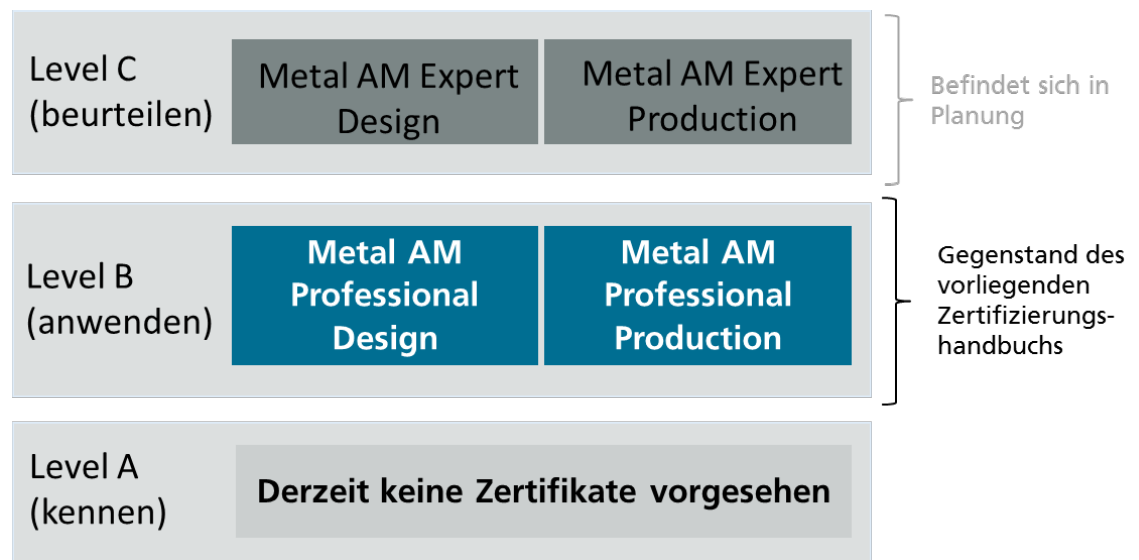 Level C
(beurteilen)
Metal AM Expert
Design
Metal AM Expert
Production
Befindet sich in
Planung
Level B
(anwenden)
Metal AM
Professional
Design
Metal AM
Professional
Production
Gegenstand des
vorliegenden
Zertifizierungs-
handbuchs
Level A
(kennen)
Derzeit keine Zertifikate vorgesehen